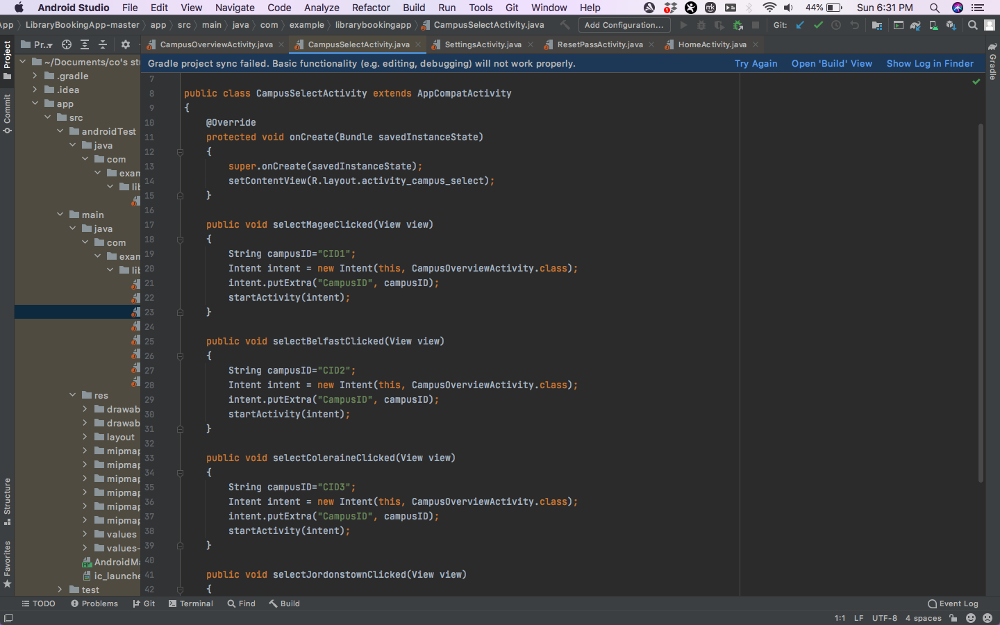 Android Studio File Edit View Navigate Code Analyze Refactor Build Run Tools Git Window Help 44% Sun 6:31 PM
App LibraryBookingApp-master app src main java com example librarybookingapp CampusSelectActivity.java Add Configuration... Git:
Pr... CampusOverviewActivity.java CampusSelectActivity.java SettingsActivity.java ResetPassActivity.java HomeActivity.java
Gradle project sync failed. Basic functionality (e.g. editing, debugging) will not work properly. Try Again Open 'Build' View Show Log in Finder
Project
Commit
Structure
Favorites
~/Documents/co's stu
.gradle
.idea
app
src
androidTest
java
com
exam
lib
main
java
com
exam
lib
res
drawab
drawab
layout
mipmap
mipmap
mipmap
mipmap
mipmap
mipmap
values
values-
AndroidMa
ic_launche
test
7
8 public class CampusSelectActivity extends AppCompatActivity
9 {
10 @Override
11 protected void onCreate(Bundle savedInstanceState)
12 {
13 super.onCreate(savedInstanceState);
14 setContentView(R.layout.activity_campus_select);
15 }
16
17 public void selectMageeClicked(View view)
18 {
19 String campusID="CID1";
20 Intent intent = new Intent(this, CampusOverviewActivity.class);
21 intent.putExtra("CampusID", campusID);
22 startActivity(intent);
23 }
24
25 public void selectBelfastClicked(View view)
26 {
27 String campusID="CID2";
28 Intent intent = new Intent(this, CampusOverviewActivity.class);
29 intent.putExtra("CampusID", campusID);
30 startActivity(intent);
31 }
32
33 public void selectColeraineClicked(View view)
34 {
35 String campusID="CID3";
36 Intent intent = new Intent(this, CampusOverviewActivity.class);
37 intent.putExtra("CampusID", campusID);
38 startActivity(intent);
39 }
40
41 public void selectJordonstownClicked(View view)
42 {
Gradle
TODO Problems Git Terminal Find Build Event Log
1:1 LF UTF-8 4 spaces